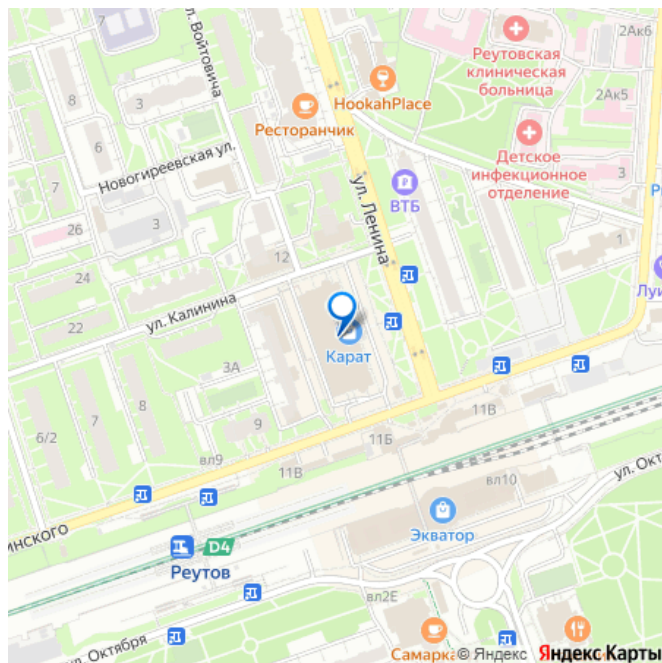 7
ул. Войтовича
2Ак6
Реутовская
клиническая
больница
8
3
HookahPlace
2Ак5
Ресторанчик
6
Новогиреевская ул.
Детское
инфекционное
отделение
3
7
ВТБ
ул. Ленина
Р
26
3
1
12
24
Луи
ул. Калинина
22
Карат
3А
8
7
9
6/2
11В
11Б
вл9
11В
вл10
ул. Окт
инского
Экватор
D4
Реутов
вл2Е
ул. Октября
Самарка
© Яндекс Яндекс Карты